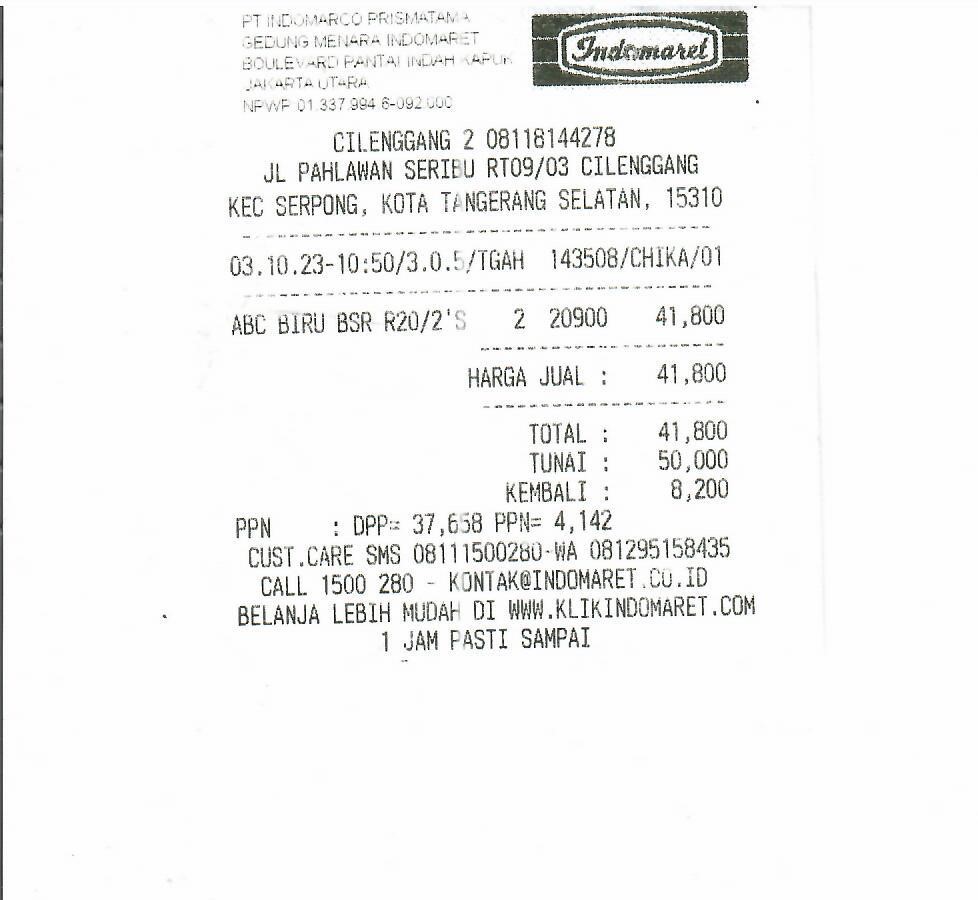 PT INDOMARCO PRISMATAMA
GEDUNG MENARA INDOMARET
BOULEVARD PANTAI INDAH KAPUK
JAKARTA UTARA
NPWP 01.337.994.6-092.000
Indomaret
CILENGGANG 2 08118144278
JL PAHLAWAN SERIBU RT09/03 CILENGGANG
KEC SERPONG, KOTA TANGERANG SELATAN, 15310
03.10.23-10:50/3.0.5/TGAH 143508/CHIKA/01
ABC BIRU BSR R20/2'S 2 20900 41,800
HARGA JUAL : 41,800
TOTAL : 41,800
TUNAI : 50,000
KEMBALI : 8,200
PPN : DPP= 37,658 PPN= 4,142
CUST.CARE SMS 08111500280-WA 081295158435
CALL 1500 280 - KONTAK@INDOMARET.CO.ID
BELANJA LEBIH MUDAH DI WWW.KLIKINDOMARET.COM
1 JAM PASTI SAMPAI